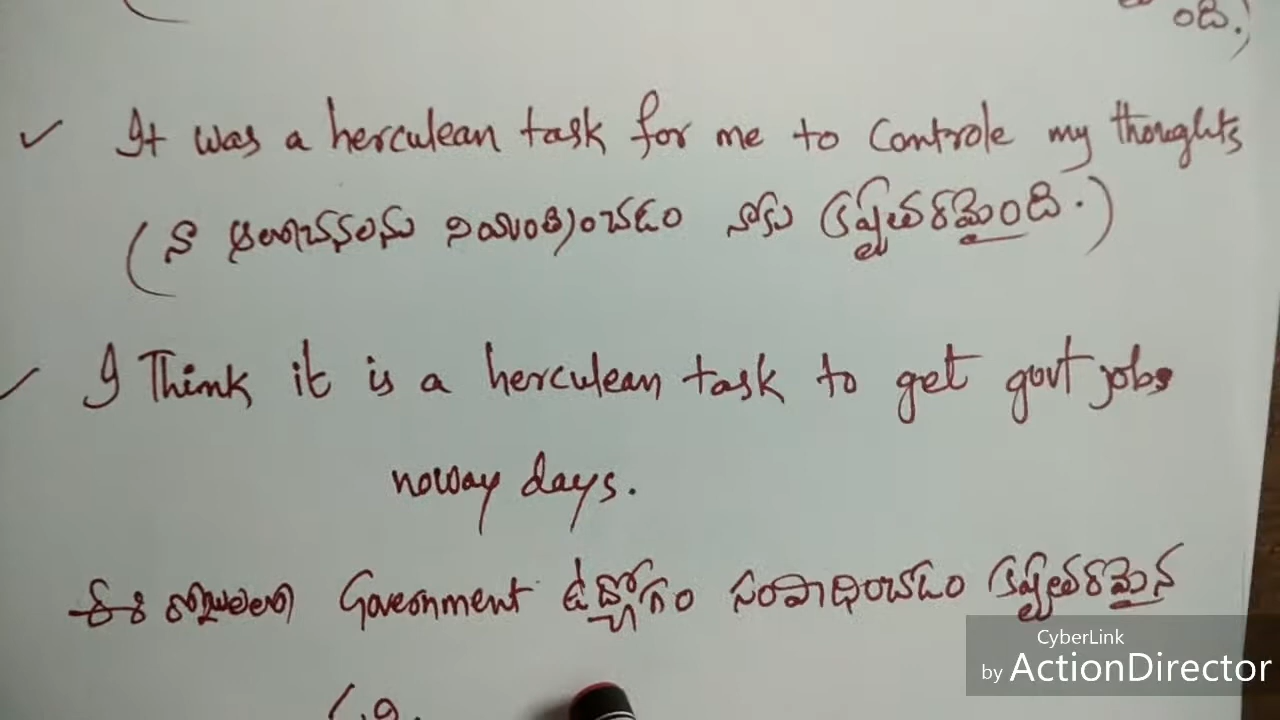 ంది.)
It was a herculean task for me to Controle my thoughts
(నా ఆలోచనలను నియంత్రించడం నాకు కష్టతరమైంది.)
I Think it is a herculean task to get govt jobs
noway days.
ఈ రోజులలో Government ఉద్యోగం సంపాధించడం కష్టతరమైన
CyberLink
by ActionDirector